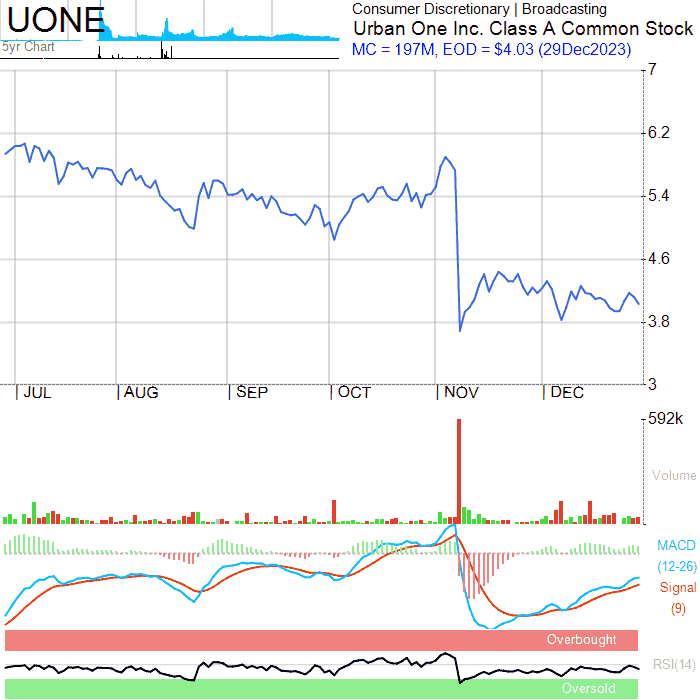 UONE
5yr Chart
Consumer Discretionary | Broadcasting
Urban One Inc. Class A Common Stock
MC = 197M, EOD = $4.03 (29Dec2023)
7
6.2
5.4
4.6
3.8
3
| JUL | AUG | SEP | OCT | NOV | DEC
592k
Volume
MACD
(12-26)
Signal
(9)
Overbought
RSI(14)
Oversold